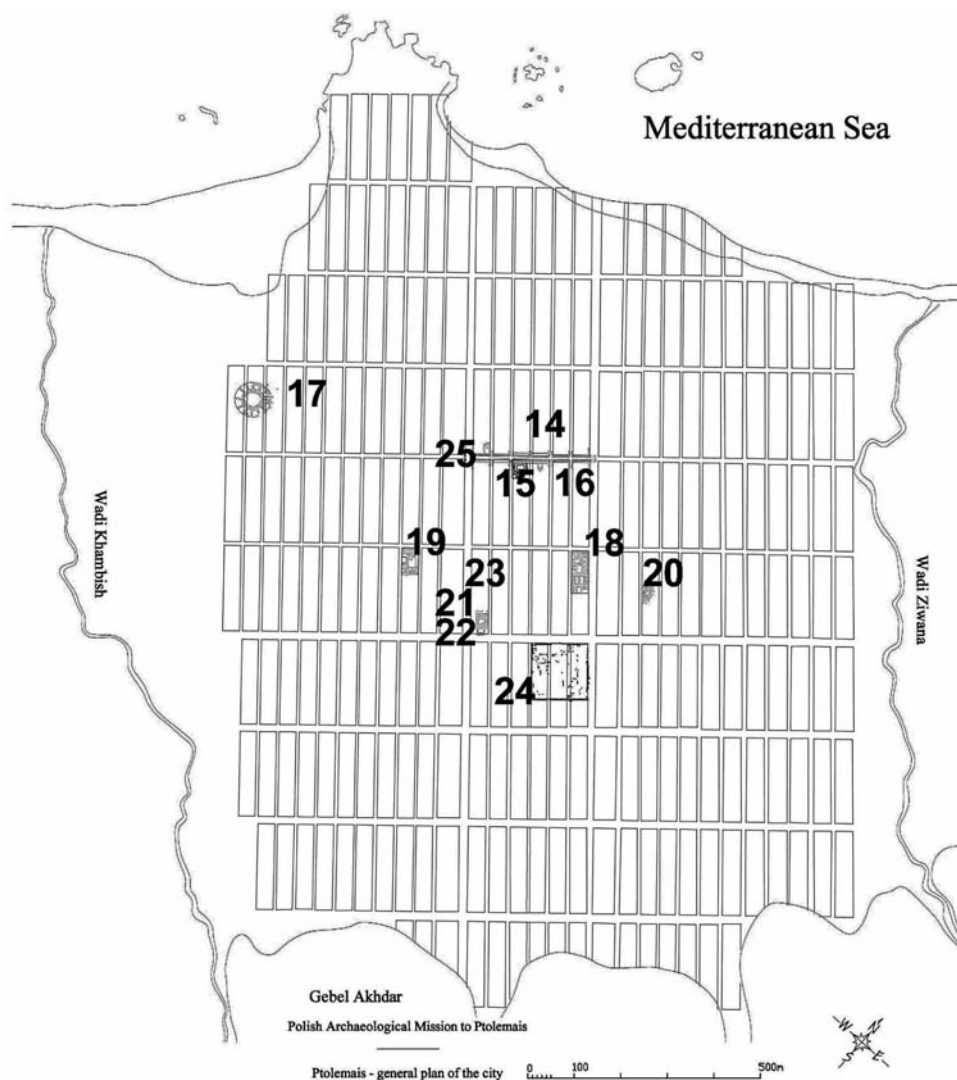 Mediterranean Sea
17
14
25
15
16
19
18
23
20
21
22
24
Wadi Khambish
Wadi Ziwana
Gebel Akhdar
Polish Archaeological Mission to Ptolemais
Ptolemais - general plan of the city
0 100 500m
W N
S E